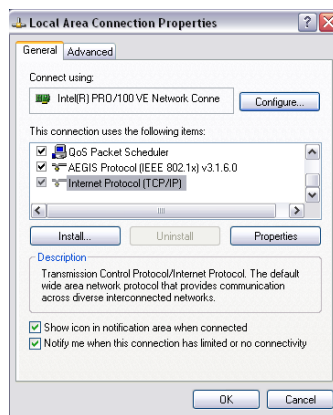 Local Area Connection Properties
General
Advanced
Connect using:
Intel(R) PRO/100 VE Network Conne
Configure...
This connection uses the following items:
QoS Packet Scheduler
AEGIS Protocol (IEEE 802.1x) v3.1.6.0
Internet Protocol (TCP/IP)
Install...
Uninstall
Properties
Description
Transmission Control Protocol/Internet Protocol. The default
wide area network protocol that provides communication
across diverse interconnected networks.
Show icon in notification area when connected
Notify me when this connection has limited or no connectivity
OK
Cancel